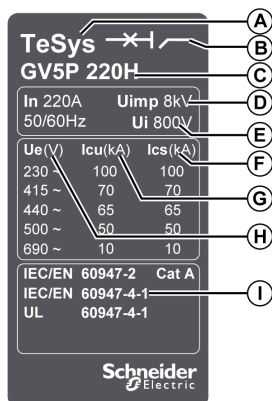 TeSys
GV5P 220H
In 220A Uimp 8kV
50/60Hz Ui 800V
Ue(V) Icu(kA) Ics(kA)
230 ~ 100 100
415 ~ 70 70
440 ~ 65 65
500 ~ 50 50
690 ~ 10 10
IEC/EN 60947-2 Cat A
IEC/EN 60947-4-1
UL 60947-4-1
Schneider
Electric
A
B
C
D
E
F
G
H
I